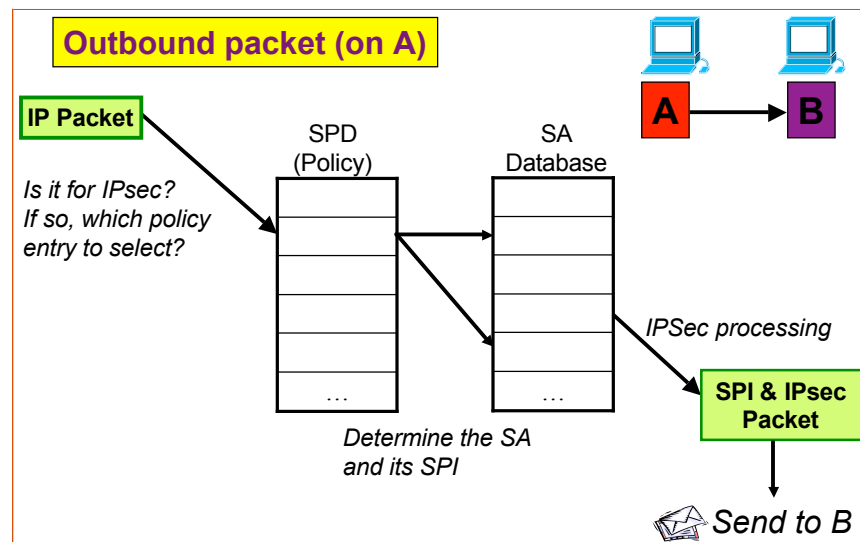 Outbound packet (on A)
A
B
IP Packet
SPD
(Policy)
SA
Database
Is it for IPsec?
If so, which policy
entry to select?
IPSec processing
…
…
SPI & IPsec
Packet
Determine the SA
and its SPI
Send to B